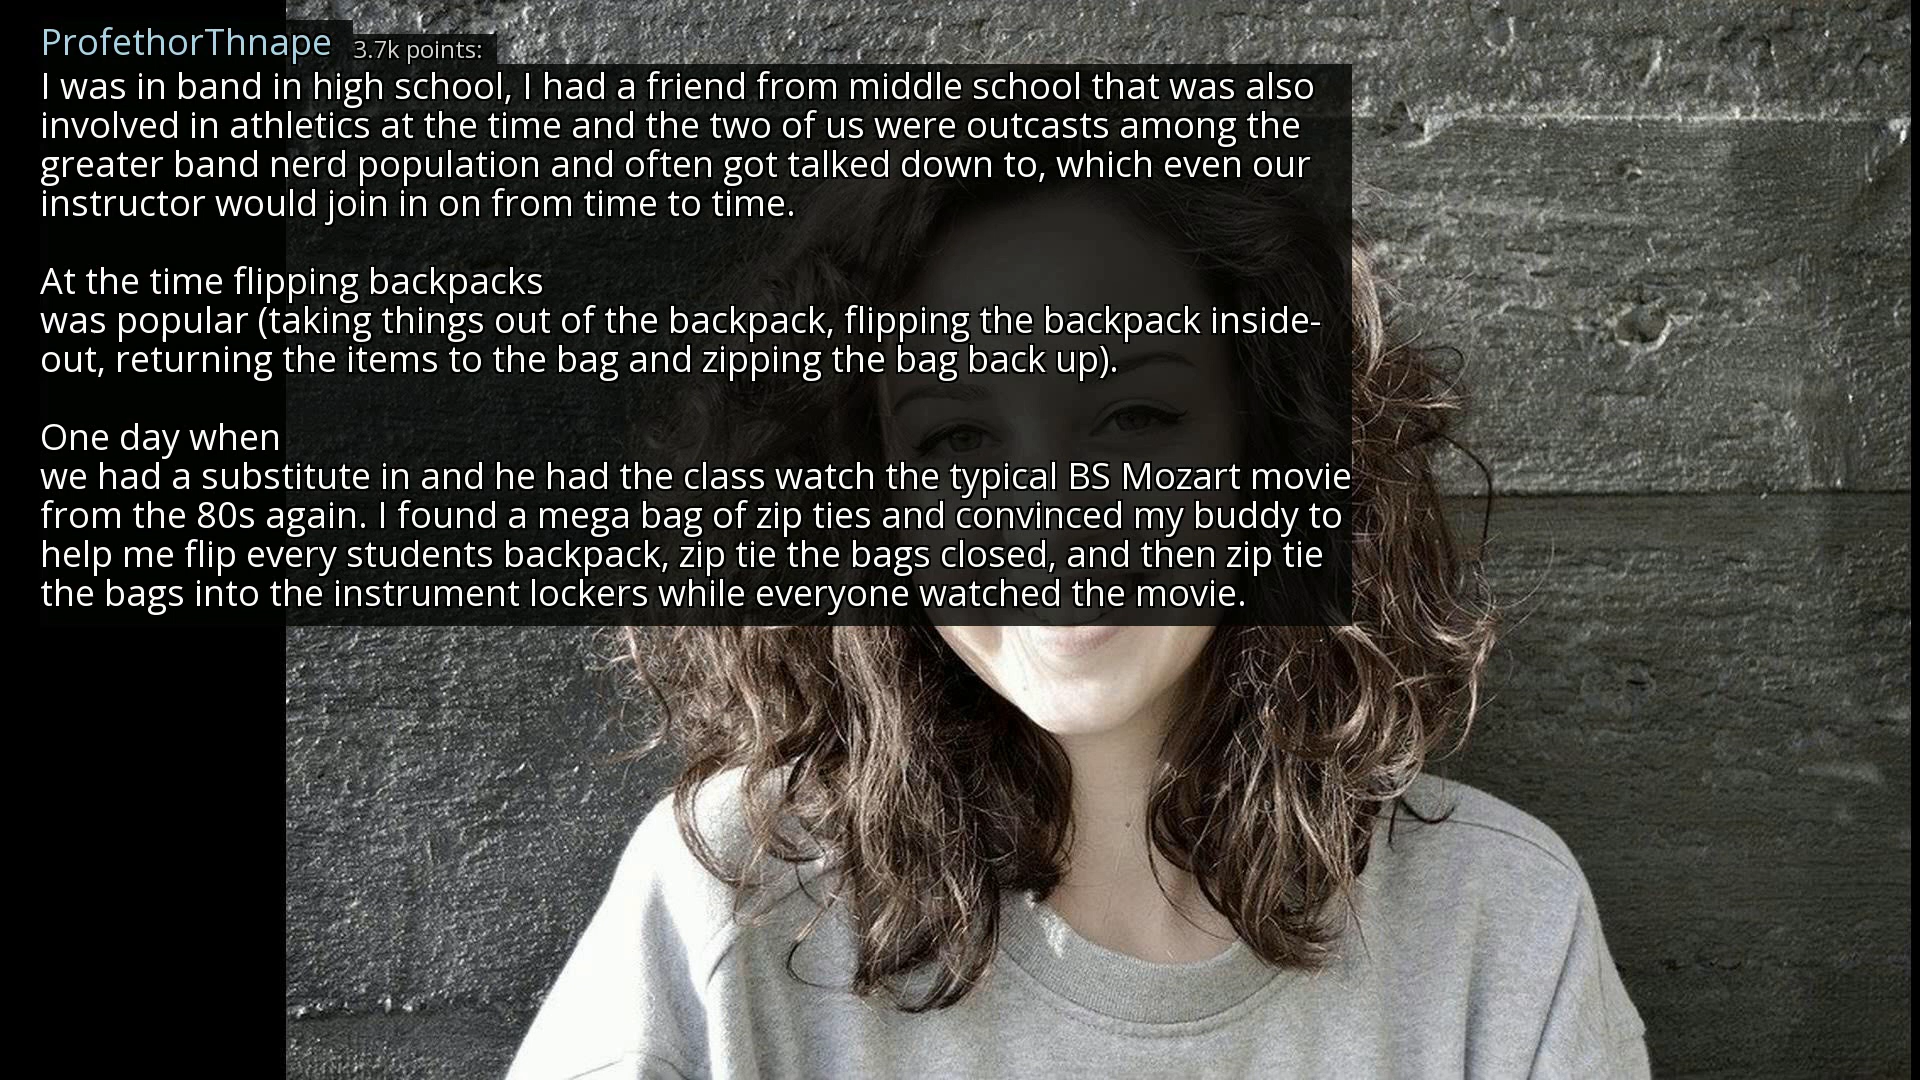 ProfethorThnape 3.7k points:
I was in band in high school, I had a friend from middle school that was also
involved in athletics at the time and the two of us were outcasts among the
greater band nerd population and often got talked down to, which even our
instructor would join in on from time to time.
At the time flipping backpacks
was popular (taking things out of the backpack, flipping the backpack inside-
out, returning the items to the bag and zipping the bag back up).
One day when
we had a substitute in and he had the class watch the typical BS Mozart movie
from the 80s again. I found a mega bag of zip ties and convinced my buddy to
help me flip every students backpack, zip tie the bags closed, and then zip tie
the bags into the instrument lockers while everyone watched the movie.